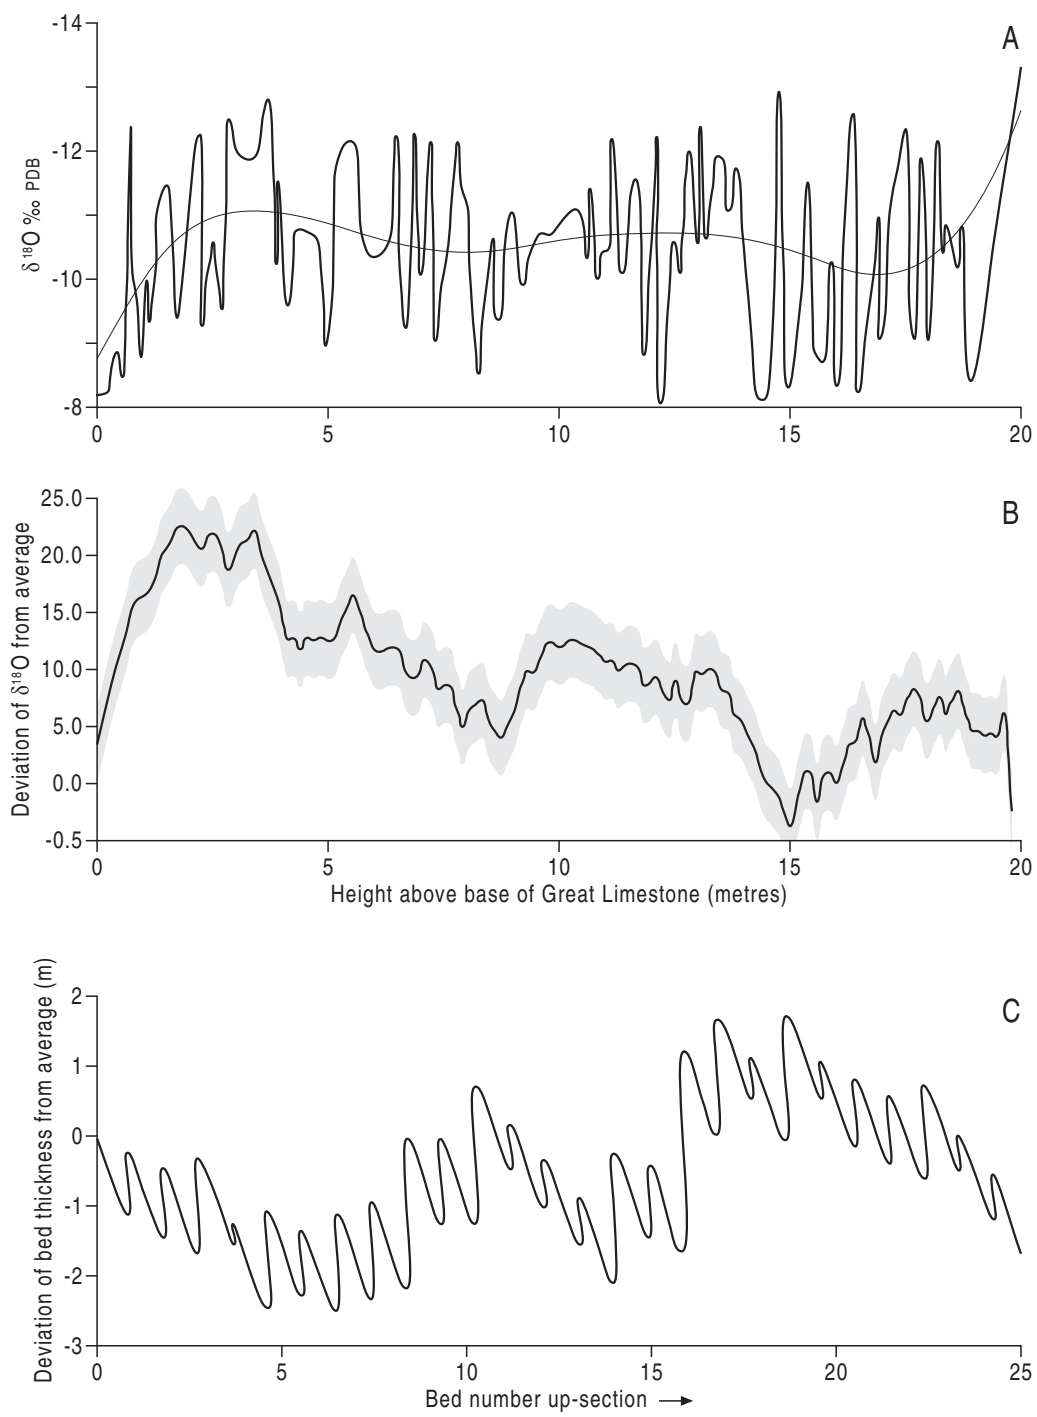 -14
-12
-10
-8
δ ¹⁸O ‰ PDB
A
0 5 10 15 20
25.0
20.0
15.0
10.0
5.0
0.0
-0.5
Deviation of δ¹⁸O from average
B
0 5 10 15 20
Height above base of Great Limestone (metres)
2
1
0
-1
-2
-3
Deviation of bed thickness from average (m)
C
0 5 10 15 20 25
Bed number up-section →